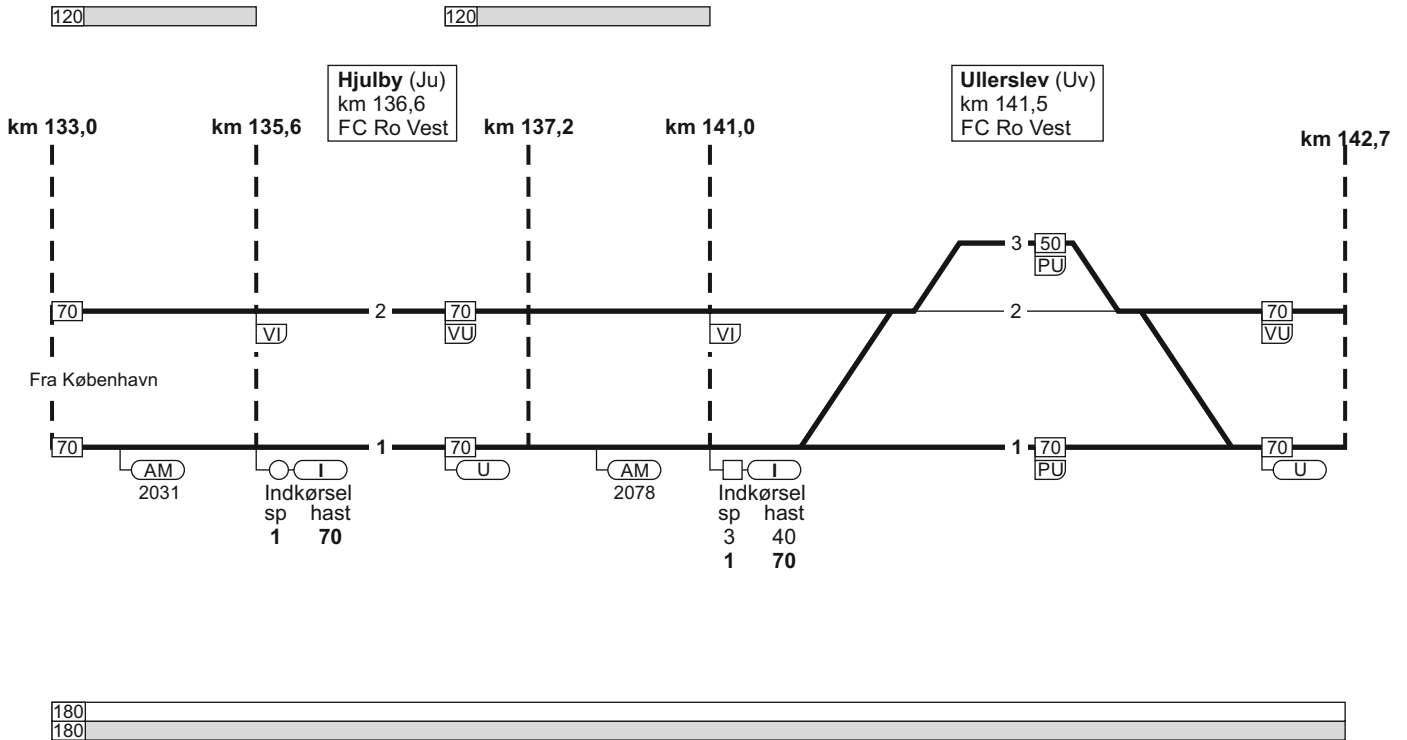 120
120
Hjulby (Ju)
km 136,6
FC Ro Vest
Ullerslev (Uv)
km 141,5
FC Ro Vest
km 133,0
km 135,6
km 137,2
km 141,0
km 142,7
3
50
PU
70
2
70
2
70
VI
VU
VI
VU
Fra København
70
1
70
1
70
70
AM
2031
I
U
AM
2078
I
PU
U
Indkørsel
sp hast
1 70
Indkørsel
sp hast
3 40
1 70
180
180